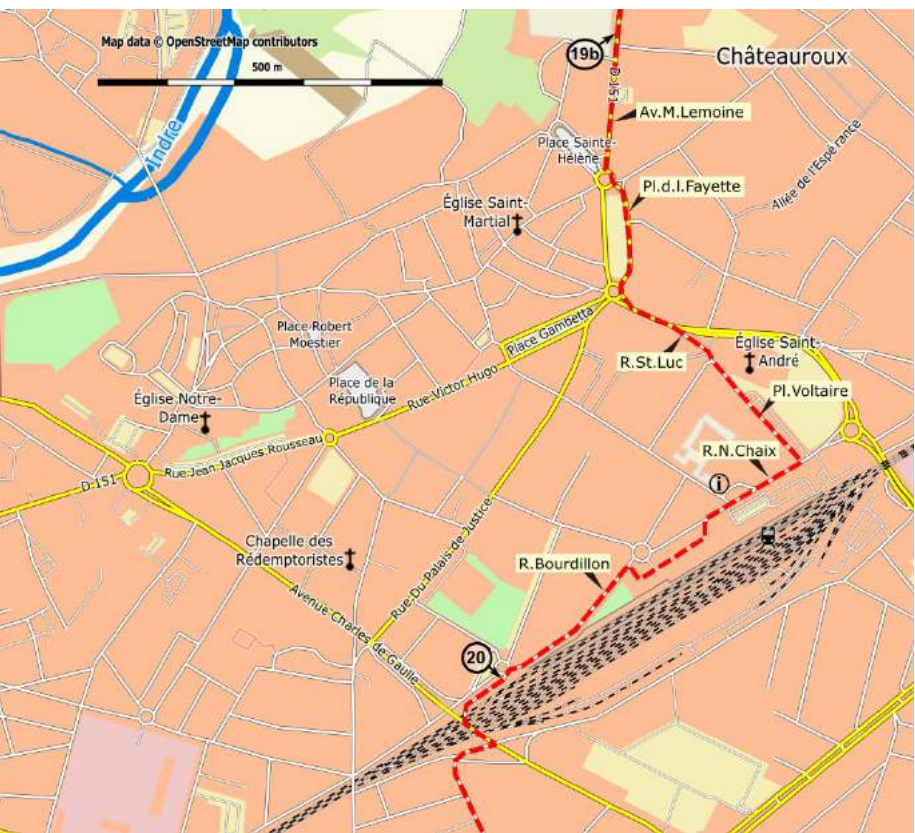 Map data © OpenStreetMap contributors
500 m
19b
Châteauroux
D 151
Av.M.Lemoine
Indre
Place Sainte-
Hélène
Allée de l'Espérance
Pl.d.l.Fayette
Église Saint-
Martial
Place Robert
Moestier
Place Gambetta
R.St.Luc
Église Saint-
André
Place de la
République
Rue Victor Hugo
Pl.Voltaire
Église Notre-
Dame
Rue Jean Jacques Rousseau
D 151
R.N.Chaix
i
Chapelle des
Rédemptoristes
Rue Du Palais de Justice
R.Bourdillon
Avenue Charles de Gaulle
20